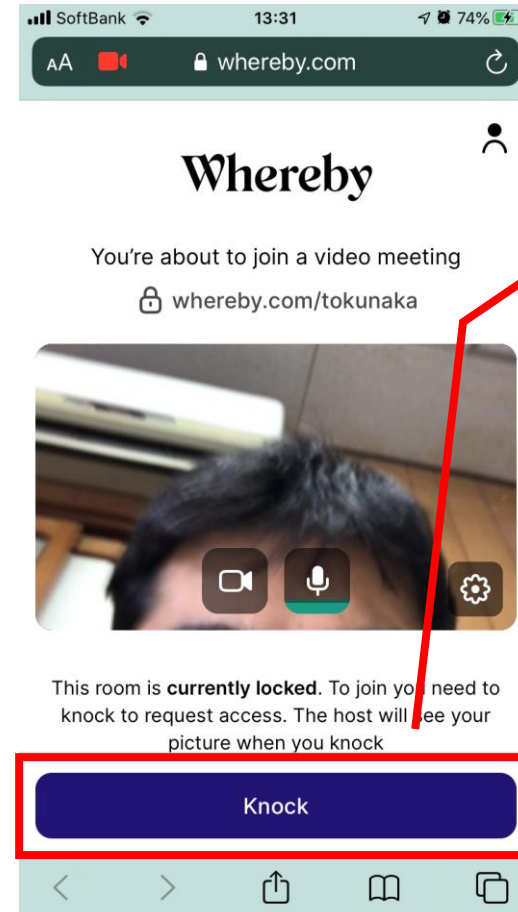 SoftBank 13:31 74%
AA whereby.com
Whereby
You're about to join a video meeting
whereby.com/tokunaka
This room is currently locked. To join you need to
knock to request access. The host will see your
picture when you knock
Knock